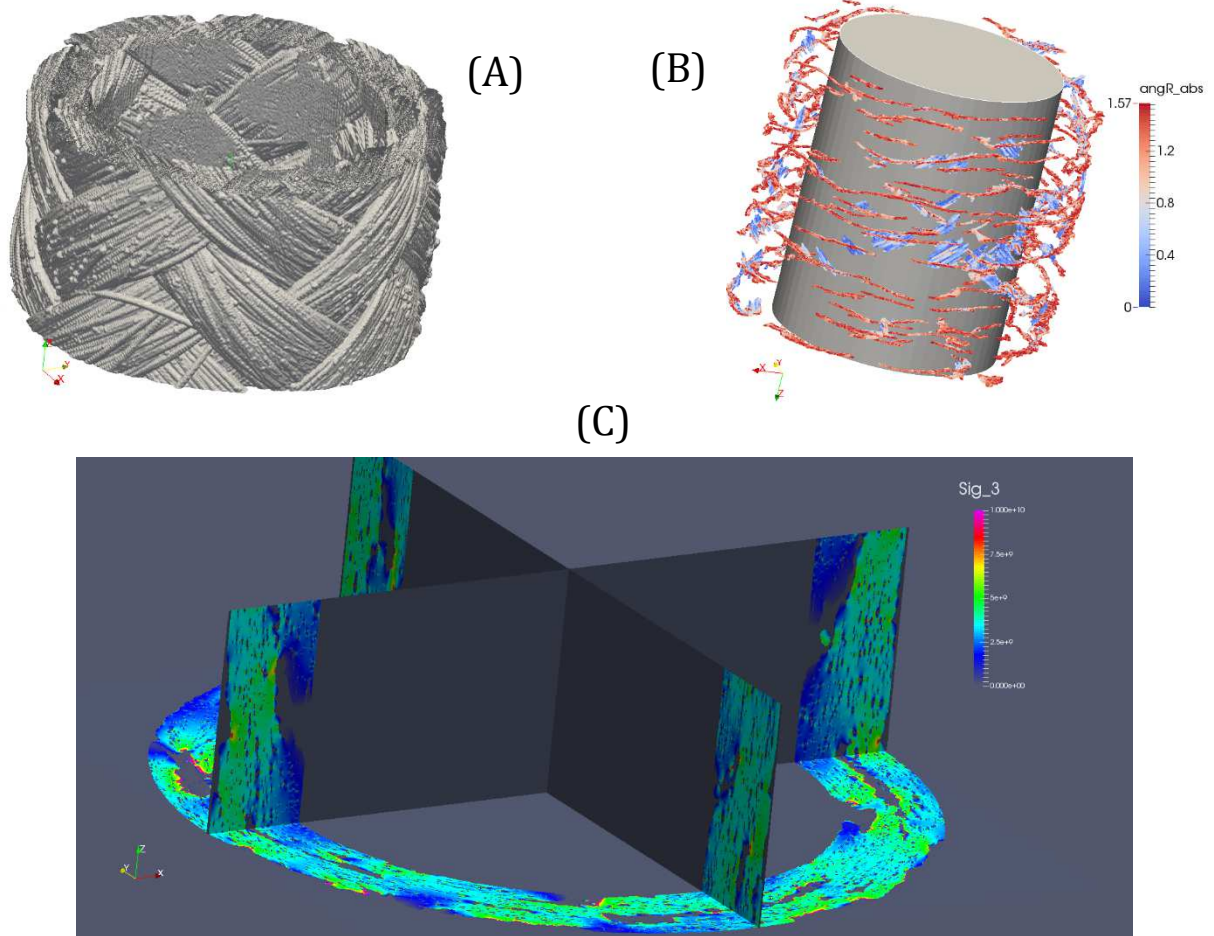 (A)
(B)
angR_abs
1.57
1.2
0.8
0.4
0
Y
X
X
Y
Z
(C)
Sig_3
1.000e+10
7.5e+9
5e+9
2.5e+9
0.000e+00
Z
Y
X